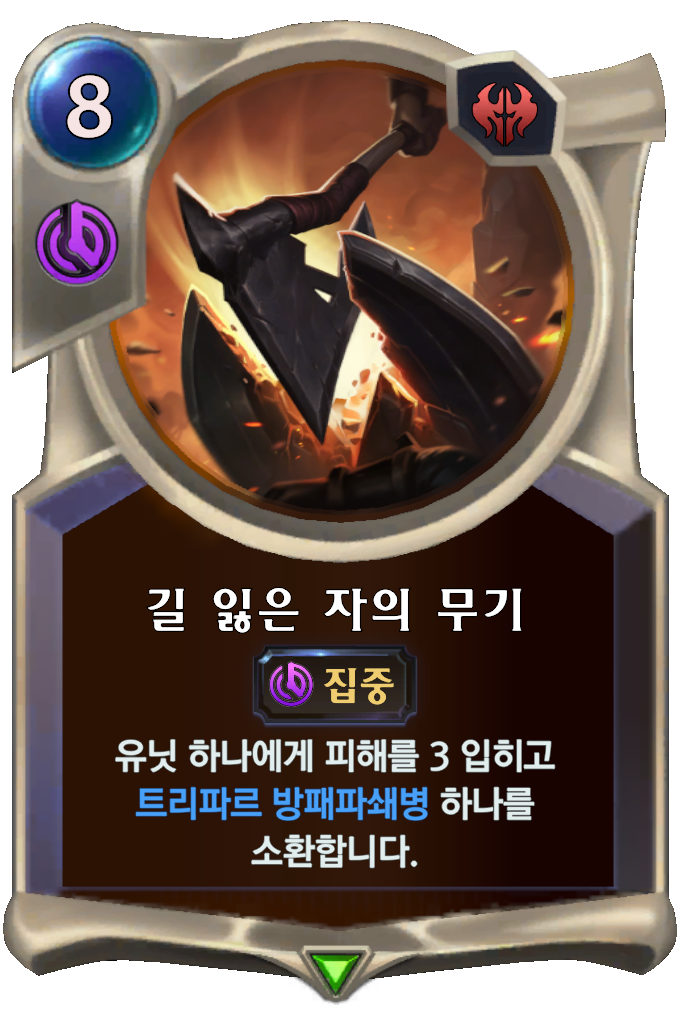 8
길 잃은 자의 무기
집중
유닛 하나에게 피해를 3 입히고
트리파르 방패파쇄병 하나를
소환합니다.